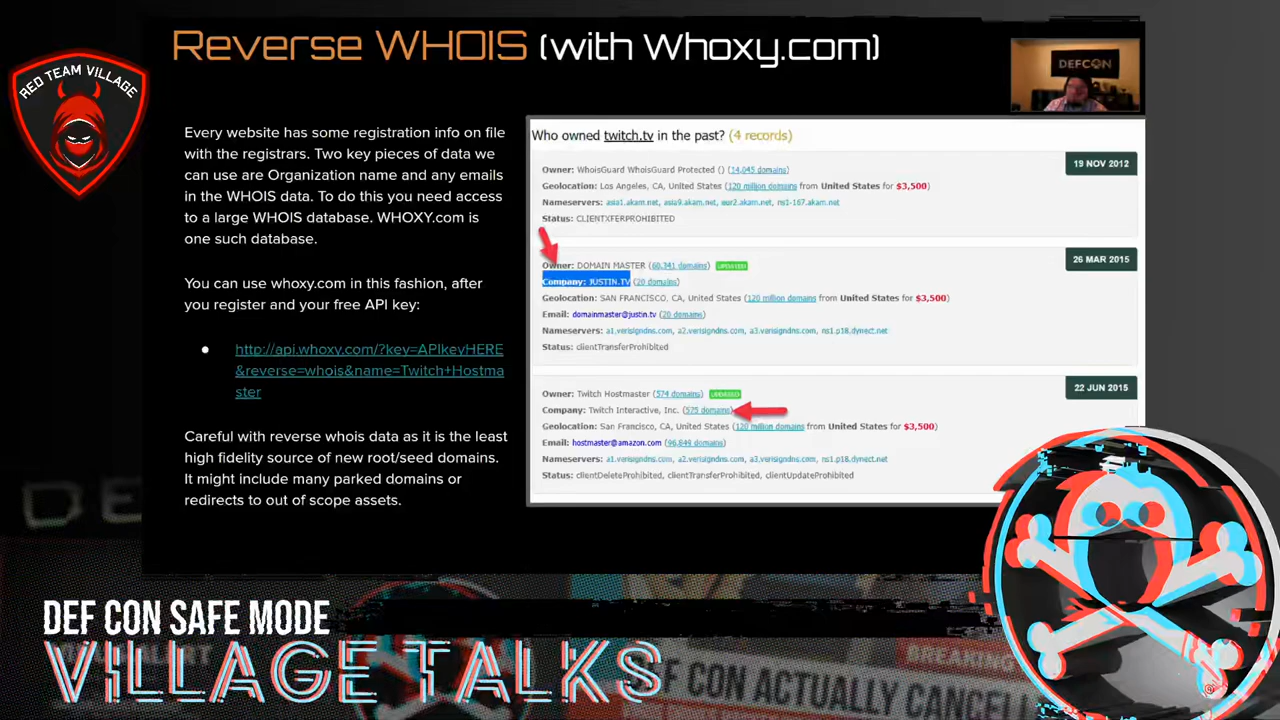 Reverse WHOIS (with Whoxy.com)
RED TEAM VILLAGE
DEFCON
Every website has some registration info on file
with the registrars. Two key pieces of data we
can use are Organization name and any emails
in the WHOIS data. To do this you need access
to a large WHOIS database. WHOXY.com is
one such database.
You can use whoxy.com in this fashion, after
you register and your free API key:
● http://api.whoxy.com/?key=APIkeyHERE
&reverse=whois&name=Twitch+Hostma
ster
Careful with reverse whois data as it is the least
high fidelity source of new root/seed domains.
It might include many parked domains or
redirects to out of scope assets.
Who owned twitch.tv in the past? (4 records)
19 NOV 2012
Owner: WhoisGuard WhoisGuard Protected () (14,045 domains)
Geolocation: Los Angeles, CA, United States (120 million domains from United States for $3,500)
Nameservers: asia1.akam.net, asia9.akam.net, eur2.akam.net, ns1-167.akam.net
Status: CLIENTXFERPROHIBITED
26 MAR 2015
Owner: DOMAIN MASTER (60,341 domains) UPDATED
Company: JUSTIN.TV (20 domains)
Geolocation: SAN FRANCISCO, CA, United States (120 million domains from United States for $3,500)
Email: domainmaster@justin.tv (20 domains)
Nameservers: a1.verisigndns.com, a2.verisigndns.com, a3.verisigndns.com, ns1.p18.dynect.net
Status: clientTransferProhibited
22 JUN 2015
Owner: Twitch Hostmaster (574 domains) UPDATED
Company: Twitch Interactive, Inc. (575 domains)
Geolocation: San Francisco, CA, United States (120 million domains from United States for $3,500)
Email: hostmaster@amazon.com (96,848 domains)
Nameservers: a1.verisigndns.com, a2.verisigndns.com, a3.verisigndns.com, ns1.p18.dynect.net
Status: clientDeleteProhibited, clientTransferProhibited, clientUpdateProhibited
DEF CON SAFE MODE
VILLAGE TALKS
DEF CON ACTUALLY CANCEL